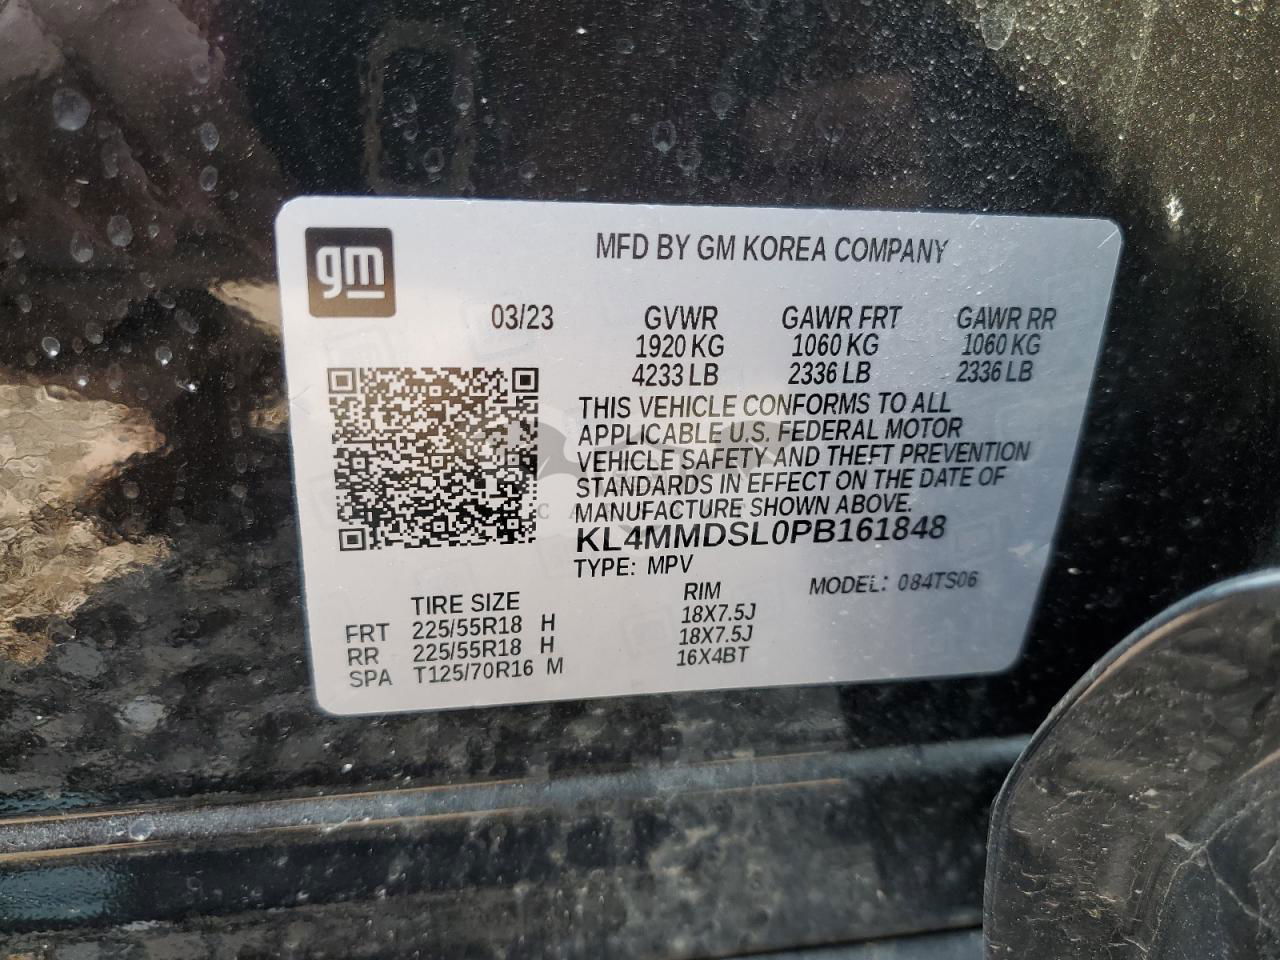 gm
MFD BY GM KOREA COMPANY
03/23 GVWR GAWR FRT GAWR RR
1920 KG 1060 KG 1060 KG
4233 LB 2336 LB 2336 LB
THIS VEHICLE CONFORMS TO ALL
APPLICABLE U.S. FEDERAL MOTOR
VEHICLE SAFETY AND THEFT PREVENTION
STANDARDS IN EFFECT ON THE DATE OF
MANUFACTURE SHOWN ABOVE.
KL4MMDSL0PB161848
TYPE: MPV
MODEL: 084TS06
TIRE SIZE RIM
FRT 225/55R18 H 18X7.5J
RR 225/55R18 H 18X7.5J
SPA T125/70R16 M 16X4BT